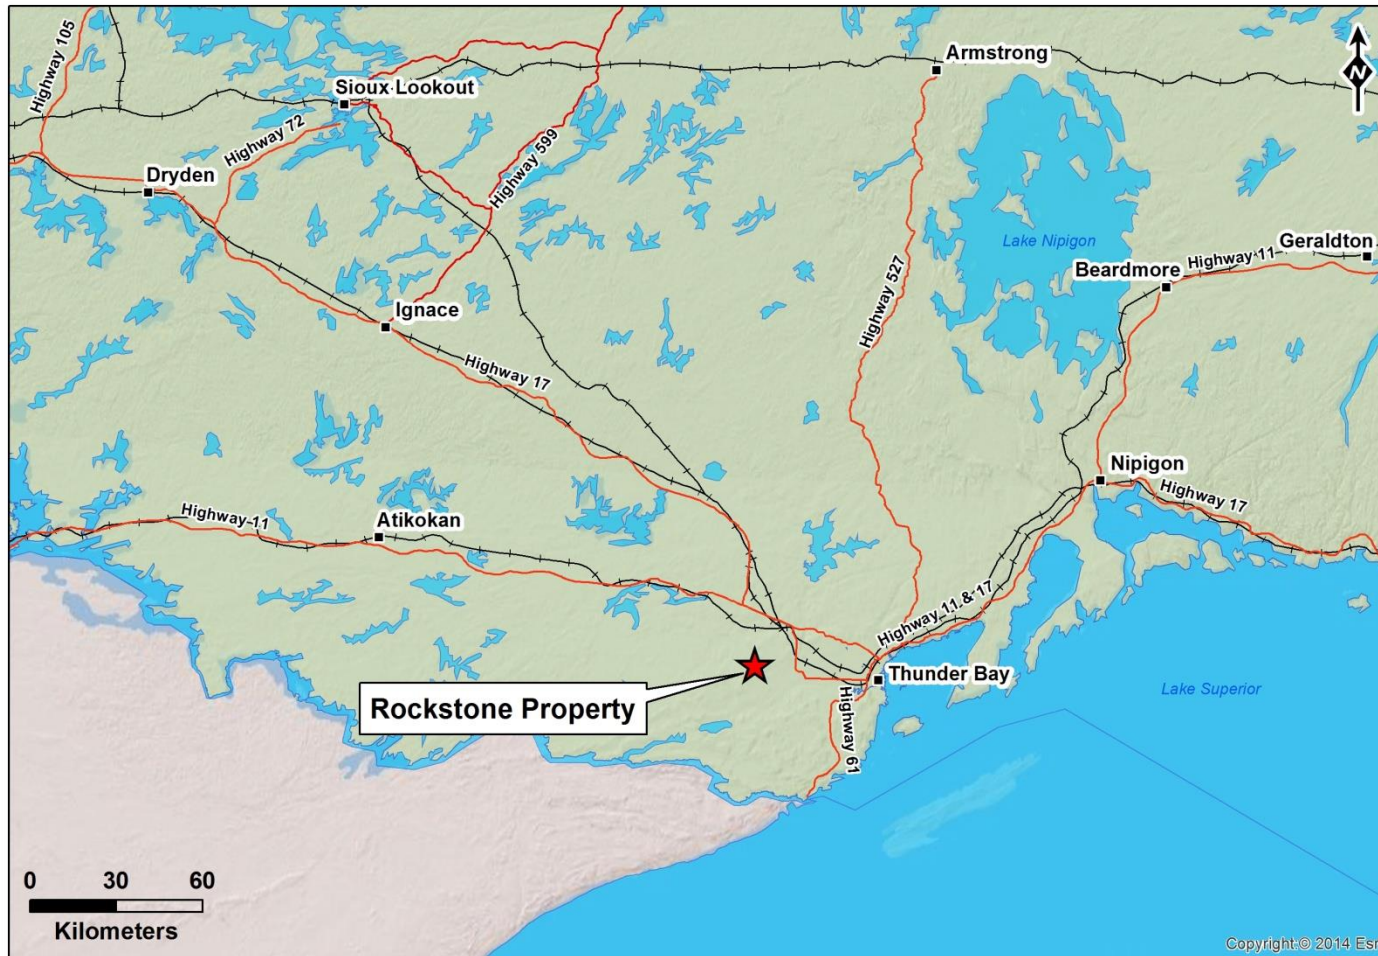 Highway 105
Armstrong
N
Sioux Lookout
Highway 72
Highway 599
Dryden
Lake Nipigon
Geraldton
Highway 11
Beardmore
Highway 527
Ignace
Highway 17
Nipigon
Highway 17
Highway 11
Atikokan
Highway 11 & 17
Thunder Bay
Lake Superior
Rockstone Property
Highway 61
0 30 60
Kilometers
Copyright:© 2014 Esr